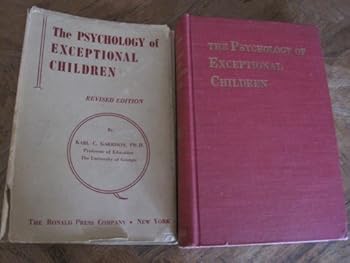 The PSYCHOLOGY of
EXCEPTIONAL
CHILDREN
REVISED EDITION
By
KARL C. GARRISON, PH.D.
Professor of Education
The University of Georgia
THE RONALD PRESS COMPANY • NEW YORK
THE PSYCHOLOGY OF
EXCEPTIONAL
CHILDREN